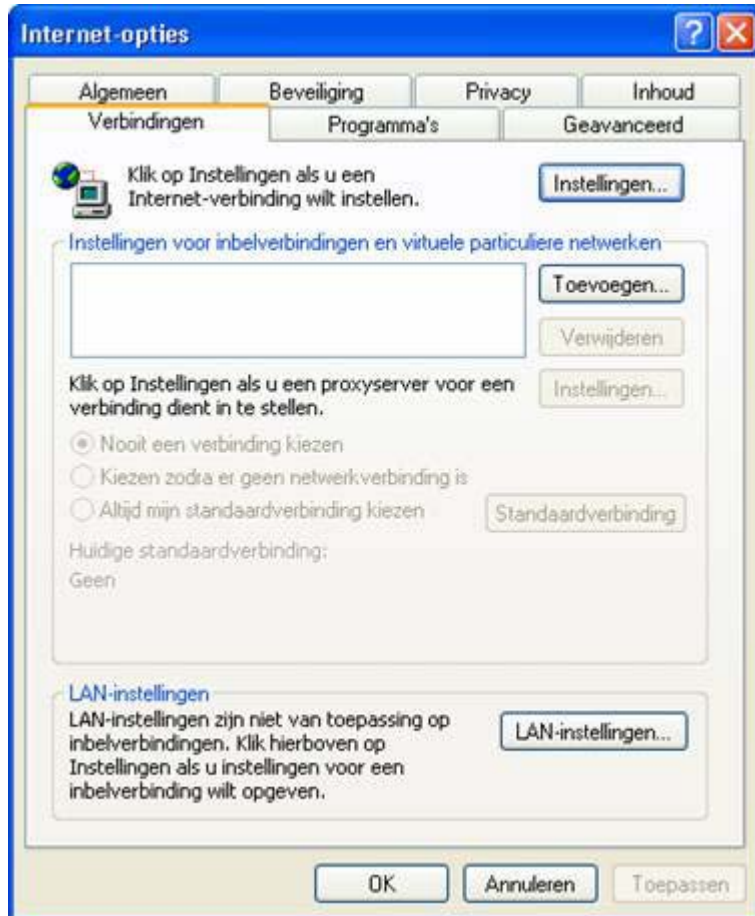 Internet-opties
Algemeen Beveiliging Privacy Inhoud
Verbindingen Programma's Geavanceerd
Klik op Instellingen als u een
Internet-verbinding wilt instellen.
Instellingen...
Instellingen voor inbelverbindingen en virtuele particuliere netwerken
Toevoegen...
Verwijderen
Klik op Instellingen als u een proxyserver voor een
verbinding dient in te stellen.
Instellingen...
Nooit een verbinding kiezen
Kiezen zodra er geen netwerkverbinding is
Altijd mijn standaardverbinding kiezen
Standaardverbinding
Huidige standaardverbinding:
Geen
LAN-instellingen
LAN-instellingen zijn niet van toepassing op
inbelverbindingen. Klik hierboven op
Instellingen als u instellingen voor een
inbelverbinding wilt opgeven.
LAN-instellingen...
OK Annuleren Toepassen